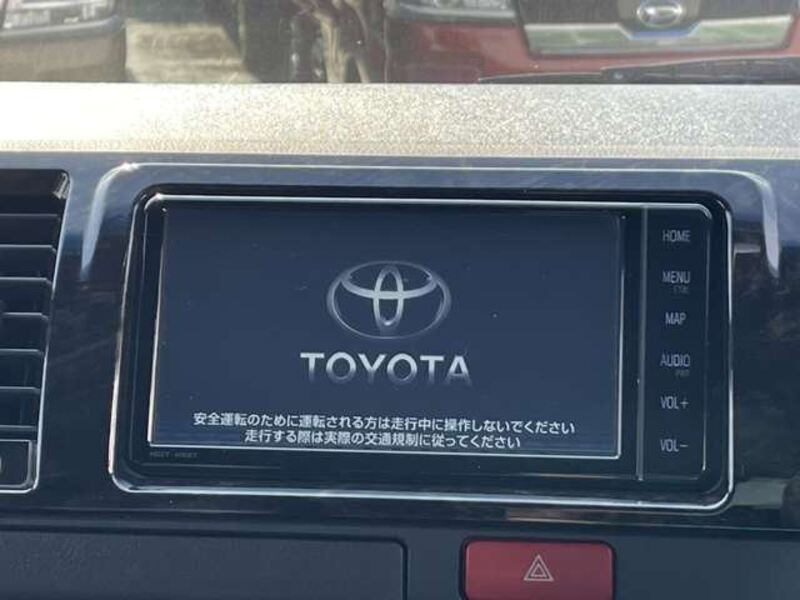 TOYOTA
安全運転のために運転される方は走行中に操作しないでください
走行する際は実際の交通規制に従ってください
HOME
MENU
MAP
AUDIO
VOL+
VOL−